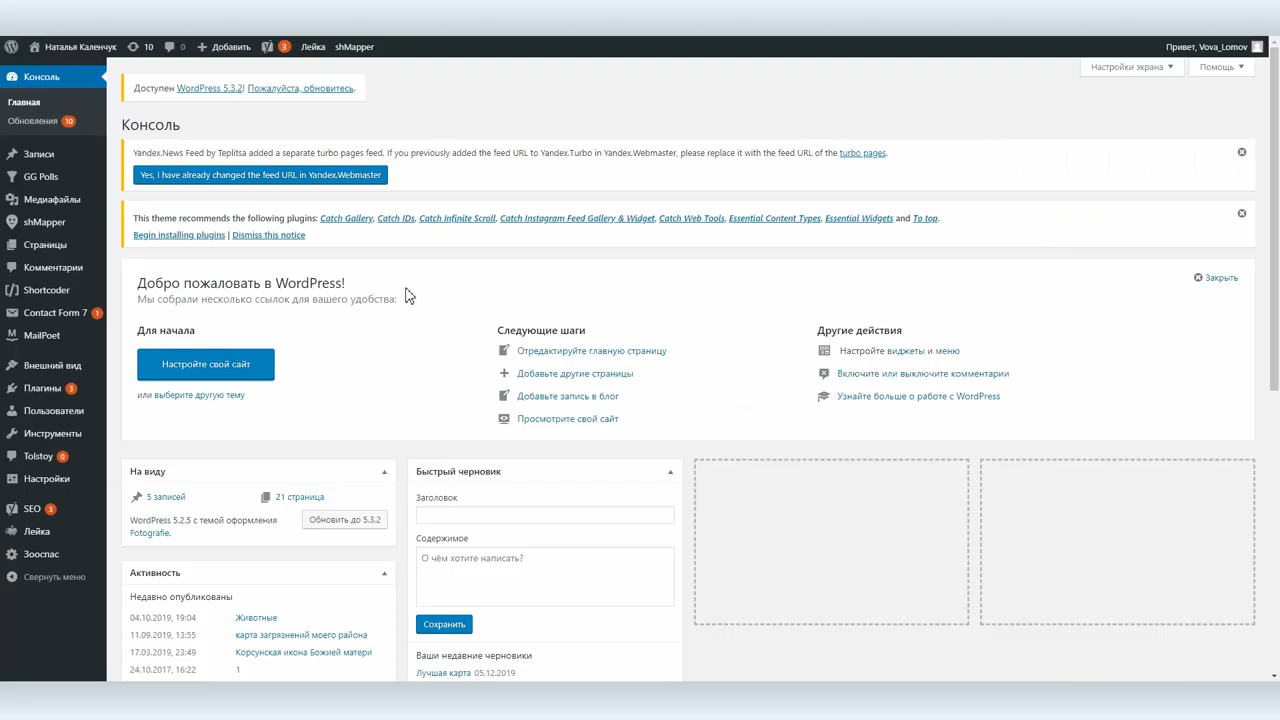 Наталья Каленчук 10 0 Добавить 3 Лейка shMapper Привет, Vova_Lomov
Консоль
Главная
Обновления 10
Записи
GG Polls
Медиафайлы
shMapper
Страницы
Комментарии
Shortcoder
Contact Form 7 1
MailPoet
Внешний вид
Плагины 3
Пользователи
Инструменты
Tolstoy 0
Настройки
SEO 3
Лейка
Зооспас
Свернуть меню
Настройки экрана Помощь
Доступен WordPress 5.3.2! Пожалуйста, обновитесь.
Консоль
Yandex.News Feed by Teplitsa added a separate turbo pages feed. If you previously added the feed URL to Yandex.Turbo in Yandex.Webmaster, please replace it with the feed URL of the turbo pages.
Yes, I have already changed the feed URL in Yandex.Webmaster
This theme recommends the following plugins: Catch Gallery, Catch IDs, Catch Infinite Scroll, Catch Instagram Feed Gallery & Widget, Catch Web Tools, Essential Content Types, Essential Widgets and To top.
Begin installing plugins | Dismiss this notice
Добро пожаловать в WordPress!
Закрыть
Мы собрали несколько ссылок для вашего удобства:
Для начала
Настройте свой сайт
или выберите другую тему
Следующие шаги
Отредактируйте главную страницу
Добавьте другие страницы
Добавьте запись в блог
Просмотрите свой сайт
Другие действия
Настройте виджеты и меню
Включите или выключите комментарии
Узнайте больше о работе с WordPress
На виду
5 записей 21 страница
WordPress 5.2.5 с темой оформления
Fotografie.
Обновить до 5.3.2
Активность
Недавно опубликованы
04.10.2019, 19:04 Животные
11.09.2019, 13:55 карта загрязнений моего района
17.03.2019, 23:49 Корсунская икона Божией матери
24.10.2017, 16:22 1
Быстрый черновик
Заголовок
Содержимое
О чём хотите написать?
Сохранить
Ваши недавние черновики
Лучшая карта 05.12.2019